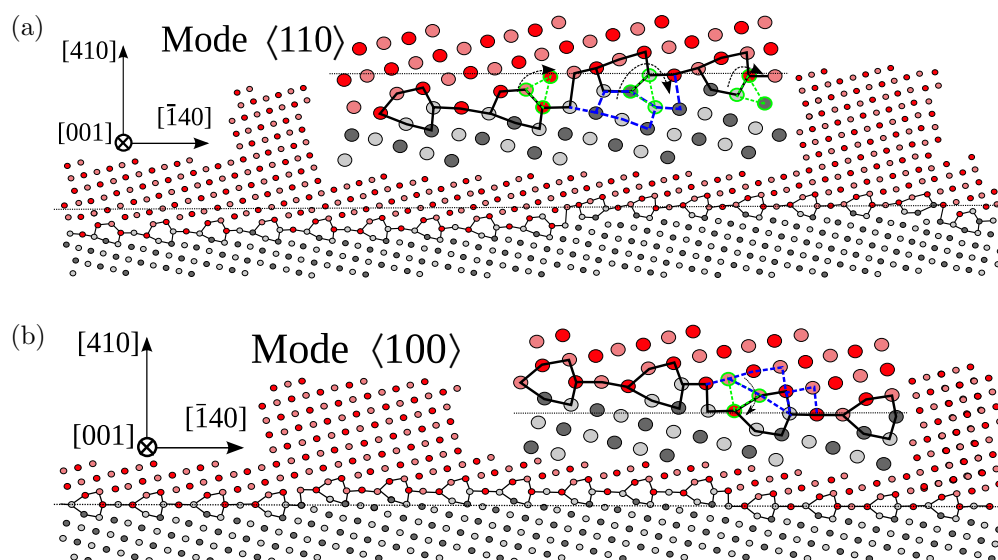 (a)
Mode ⟨110⟩
[410]
[1̄40]
[001]
(b)
Mode ⟨100⟩
[410]
[1̄40]
[001]